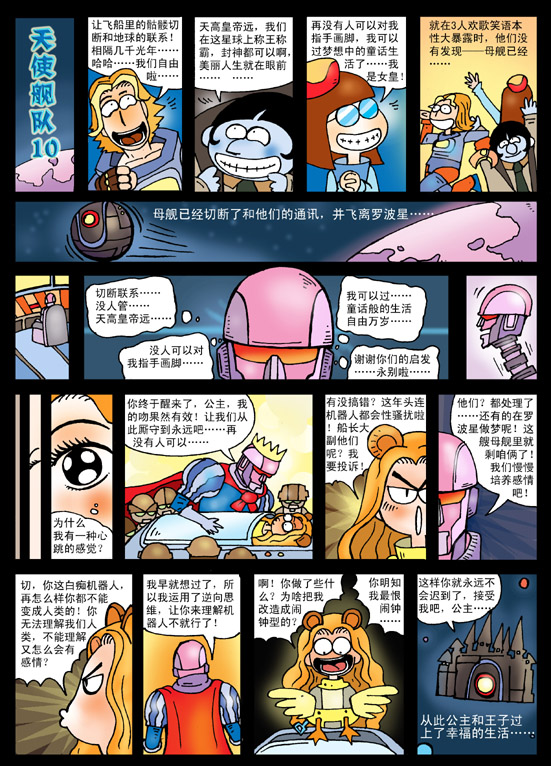 天使舰队10
让飞船里的骷髅切
断和地球的联系!
相隔几千光年……
哈哈……我们自由
啦……
天高皇帝远,我们
在这星球上称王称
霸,封神都可以啊,
美丽人生就在眼前
…… ……
再没有人可以对我
指手画脚,我可以
过梦想中的童话生
活了……我
是女皇!
就在3人欢歌笑语本
性大暴露时,他们没
有发现——母舰已经
……
母舰已经切断了和他们的通讯,并飞离罗波星……
切断联系……
没人管……
天高皇帝远……
没有人可以对
我指手画脚……
我可以过……
童话般的生活
自由万岁……
谢谢你们的启发
……永别啦……
为什么
我有一种心
跳的感觉?
你终于醒来了,公主,我
的吻果然有效!让我们从
此厮守到永远吧……再
没有人可以……
有没搞错?这年头连
机器人都会性骚扰啦
!船长大
副他们
呢?我
要投诉!
他们?都处理了
……还有的在罗
波星做梦呢!这
艘母舰里就
剩咱俩了!
我们慢慢
培养感情
吧!
切,你这白痴机器人,
再怎么样你都不能
变成人类的!你
无法理解我们人
类,不能理解
又怎么会有
感情?
我早就想过了,所
以我运用了逆向思
维,让你来理解机
器人不就行了!
啊!你做了些什
么?为啥把我
改造成闹
钟型的?
你明知
我最恨
闹钟
……
这样你就永远不
会迟到了,接受
我吧,公主……
从此公主和王子过
上了幸福的生活……